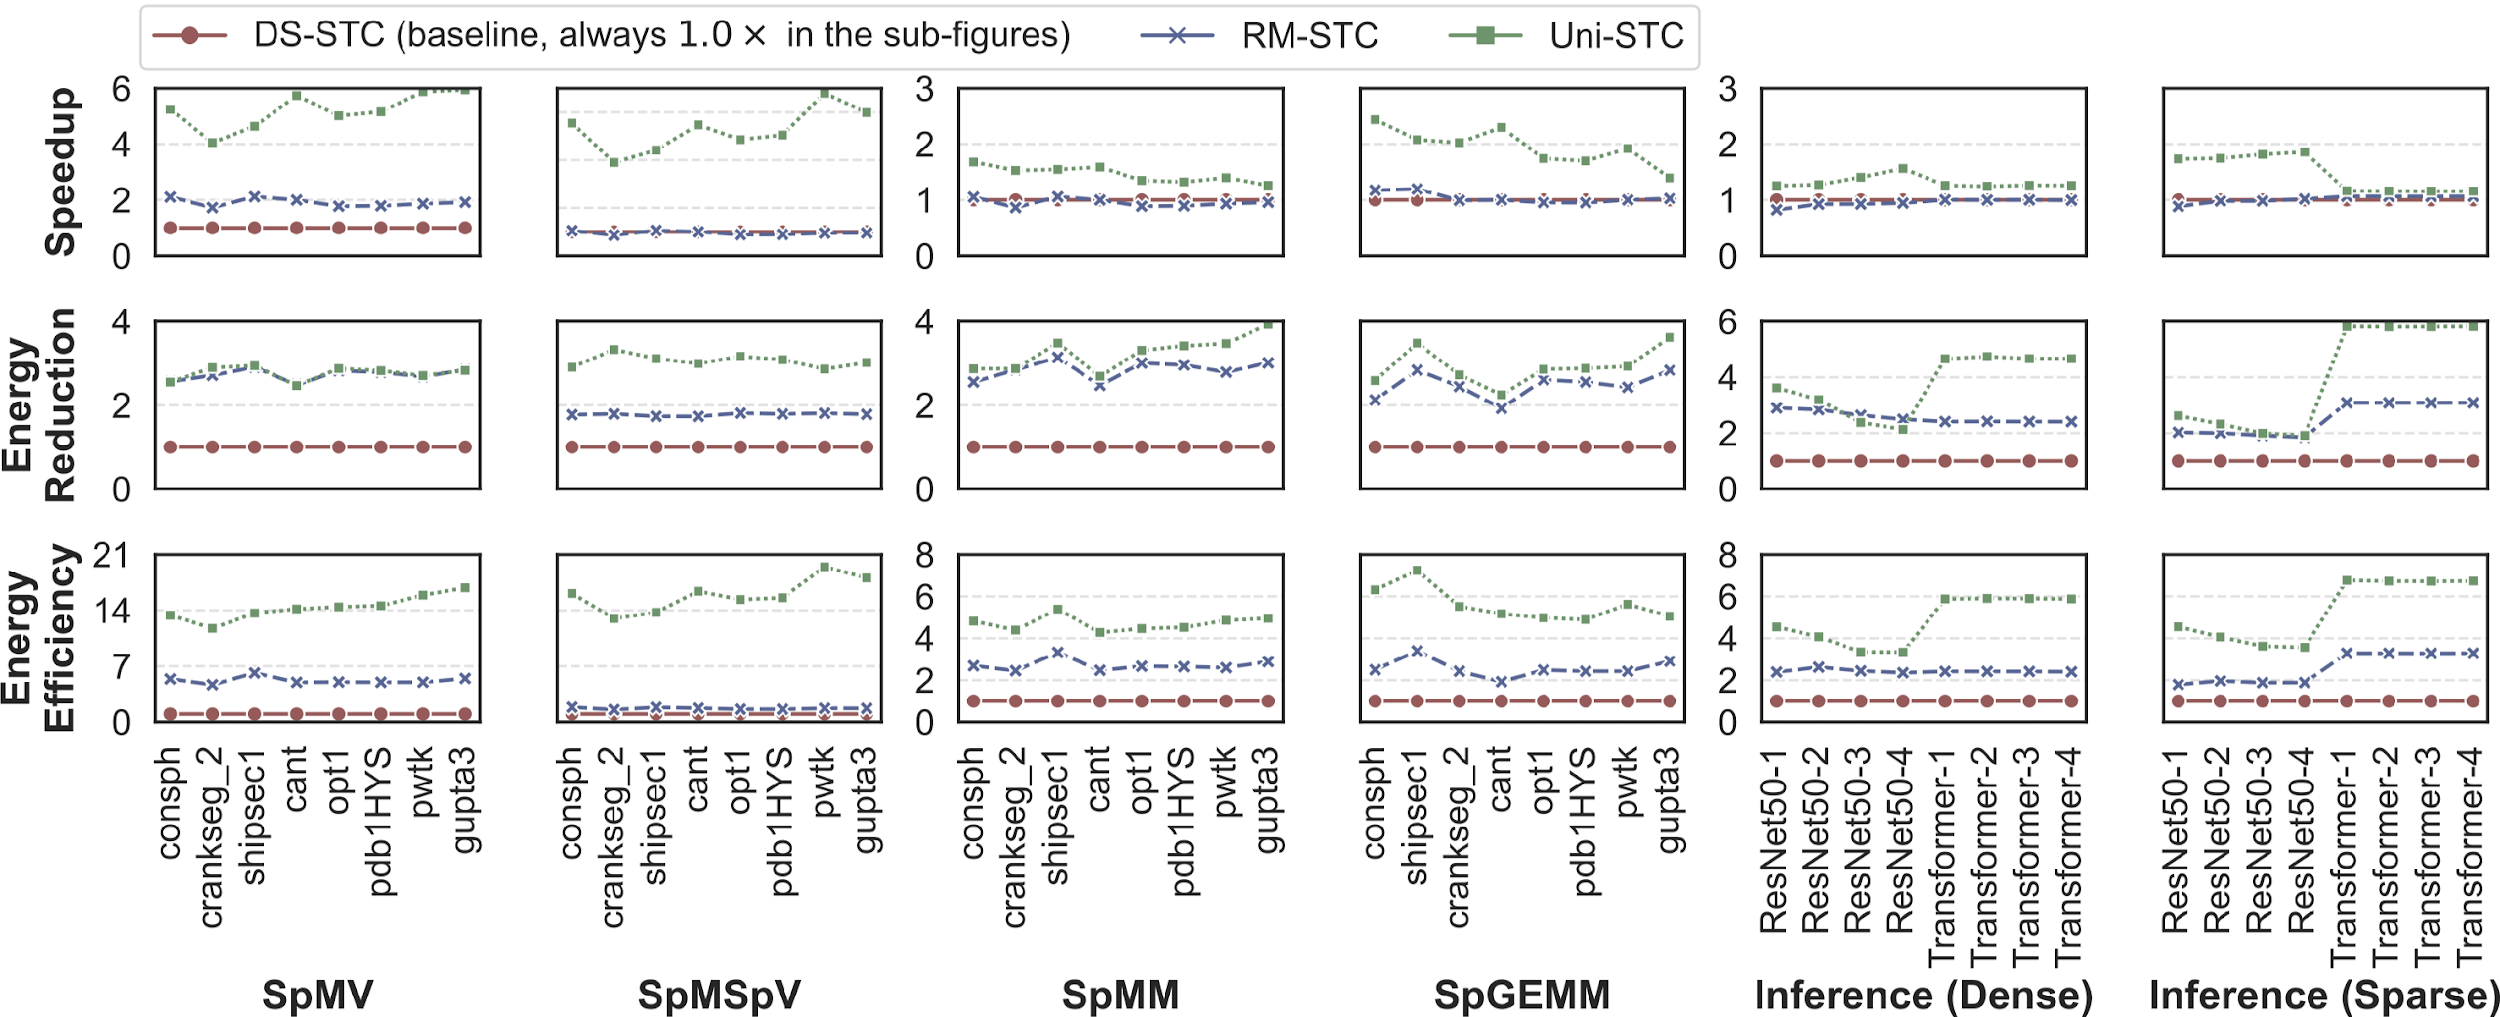 DS-STC (baseline, always 1.0 × in the sub-figures) RM-STC Uni-STC
Speedup
6
4
2
0
3
2
1
0
3
2
1
0
Energy
Reduction
4
2
0
4
2
0
6
4
2
0
Energy
Efficiency
21
14
7
0
8
6
4
2
0
8
6
4
2
0
consph
crankseg_2
shipsec1
cant
opt1
pdb1HYS
pwtk
gupta3
consph
crankseg_2
shipsec1
cant
opt1
pdb1HYS
pwtk
gupta3
consph
crankseg_2
shipsec1
cant
opt1
pdb1HYS
pwtk
gupta3
consph
shipsec1
crankseg_2
cant
opt1
pdb1HYS
pwtk
gupta3
ResNet50-1
ResNet50-2
ResNet50-3
ResNet50-4
Transformer-1
Transformer-2
Transformer-3
Transformer-4
ResNet50-1
ResNet50-2
ResNet50-3
ResNet50-4
Transformer-1
Transformer-2
Transformer-3
Transformer-4
SpMV
SpMSpV
SpMM
SpGEMM
Inference (Dense)
Inference (Sparse)